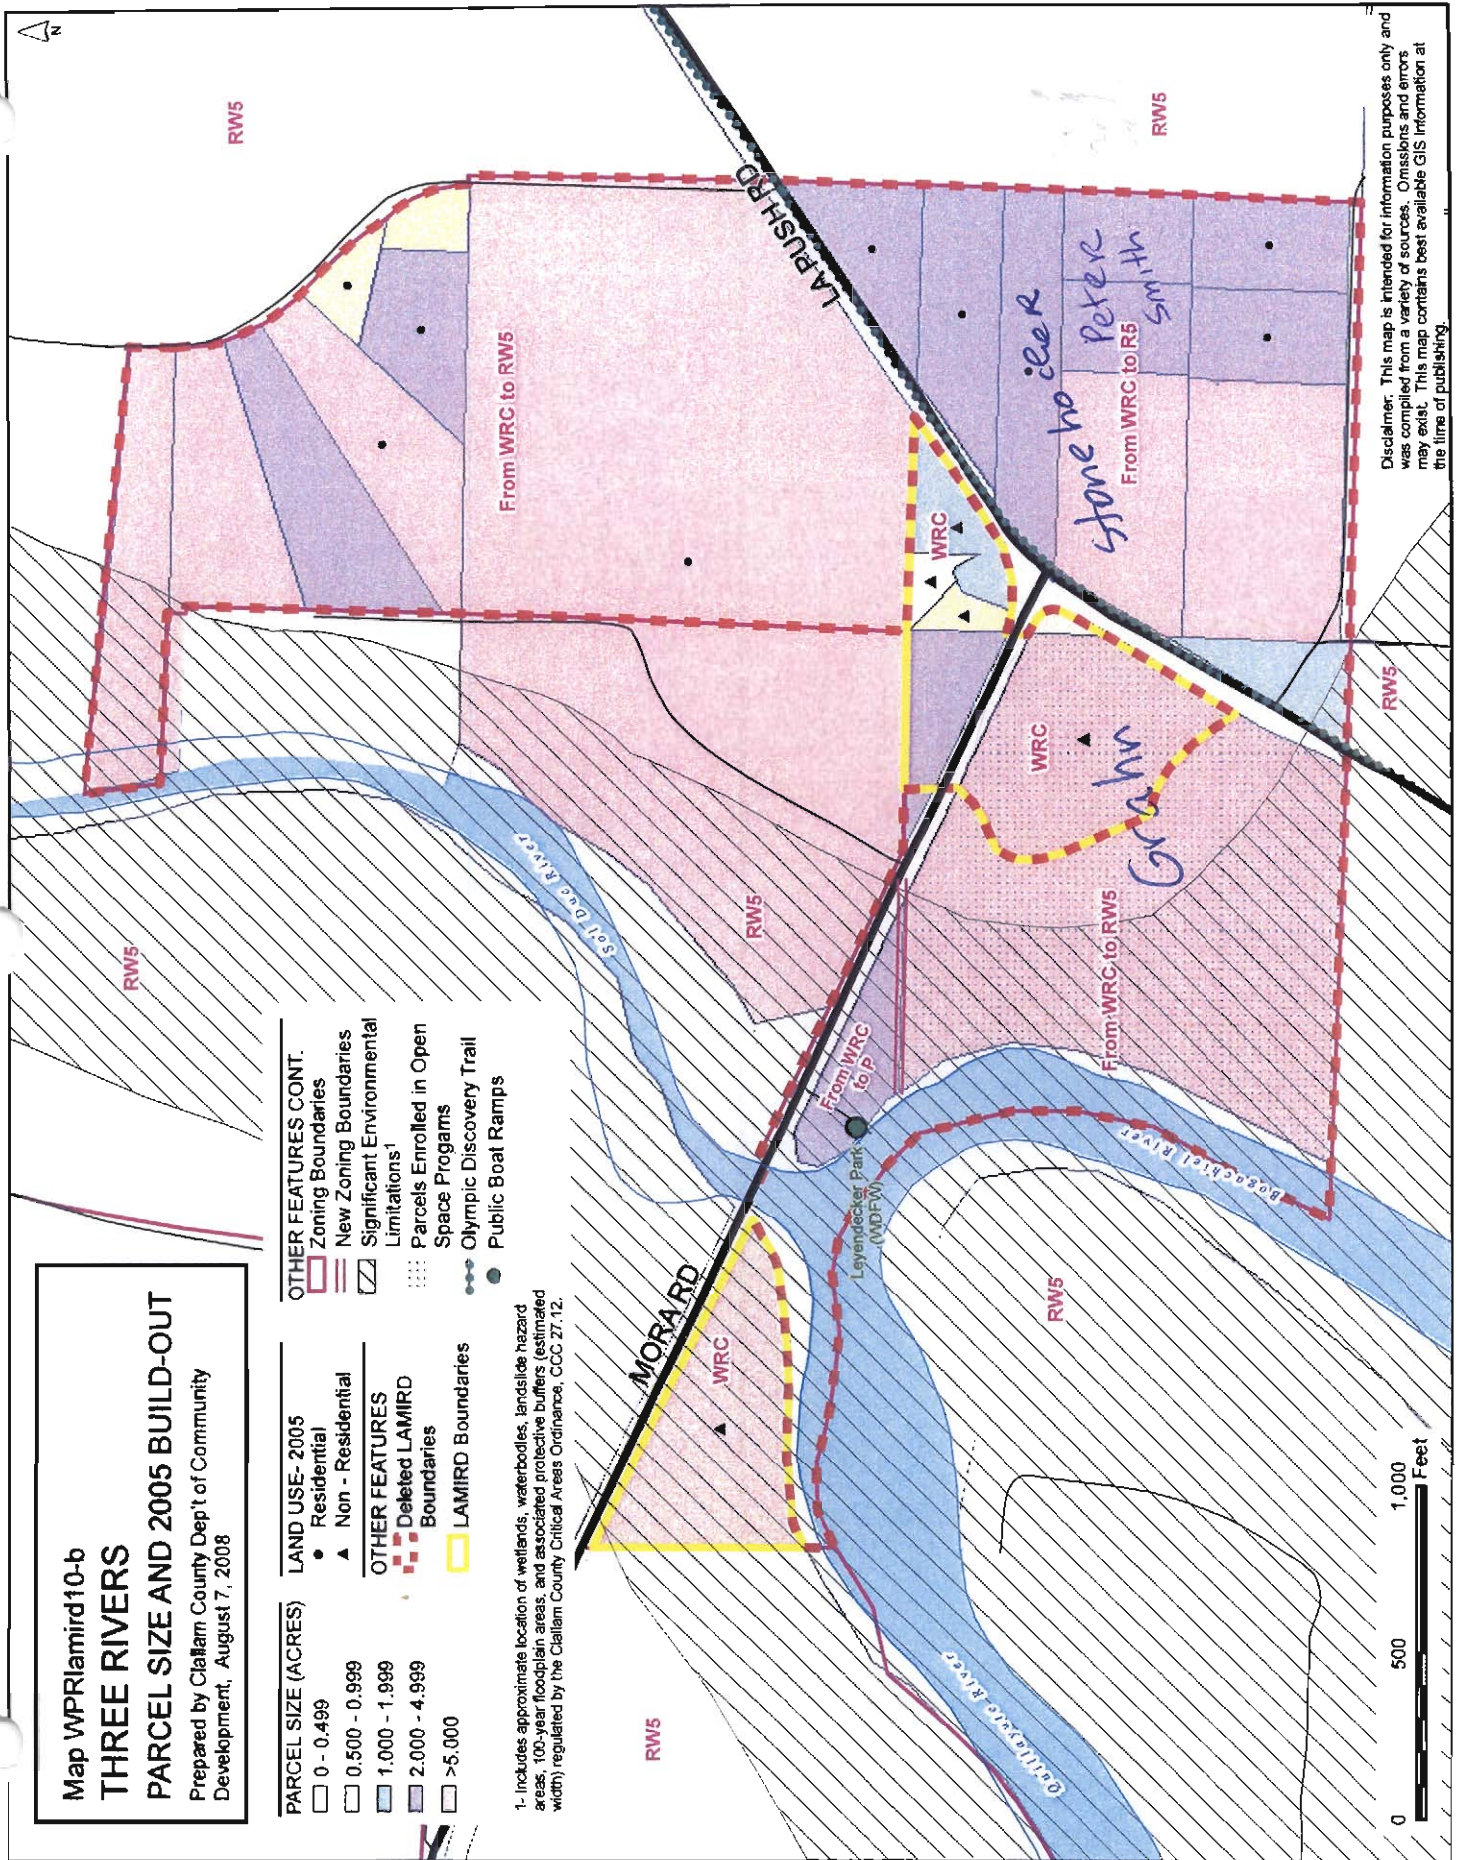 Map WPRlamird10-b
THREE RIVERS
PARCEL SIZE AND 2005 BUILD-OUT
Prepared by Clallam County Dep't of Community
Development, August 7, 2008
PARCEL SIZE (ACRES)
0 - 0.499
0.500 - 0.999
1.000 - 1.999
2.000 - 4.999
>5.000
LAND USE- 2005
Residential
Non - Residential
OTHER FEATURES
Deleted LAMIRD
Boundaries
LAMIRD Boundaries
OTHER FEATURES CONT.
Zoning Boundaries
New Zoning Boundaries
Significant Environmental
Limitations1
Parcels Enrolled in Open
Space Progams
Olympic Discovery Trail
Public Boat Ramps
1- Includes approximate location of wetlands, waterbodies, landslide hazard
areas, 100-year floodplain areas, and associated protective buffers (estimated
width) regulated by the Clallam County Critical Areas Ordinance, CCC 27.12.
N
RW5
RW5
RW5
From WRC to RW5
Sol Duc River
RW5
LA PUSH RD
MORA RD
WRC
WRC
From WRC
to P
Leyendecker Park
(WDFW)
WRC
Grahn
From WRC to RW5
Bogachiel River
Peter
Smith
From WRC to R5
RW5
RW5
RW5
Quillayute River
0 500 1,000
Feet
Disclaimer: This map is intended for information purposes only and
was compiled from a variety of sources. Omissions and errors
may exist. This map contains best available GIS Information at
the time of publishing.